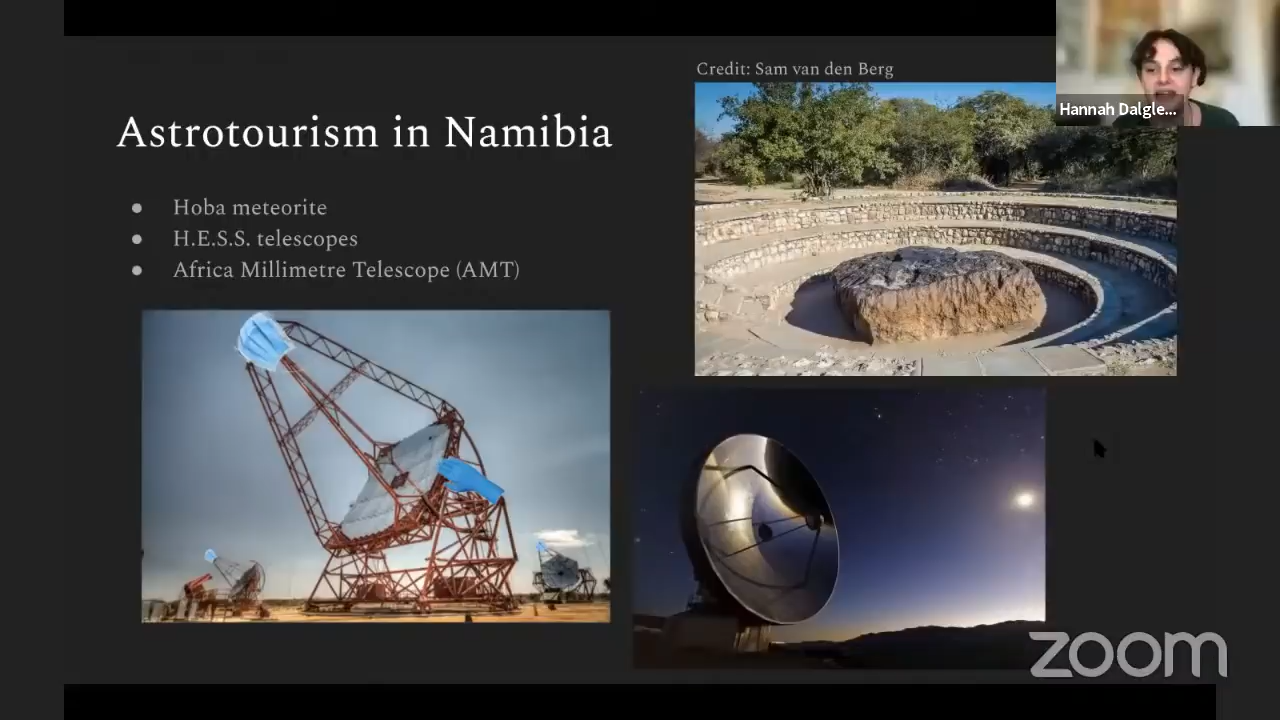 Credit: Sam van den Berg
Hannah Dalgle...
Astrotourism in Namibia
● Hoba meteorite
● H.E.S.S. telescopes
● Africa Millimetre Telescope (AMT)
zoom